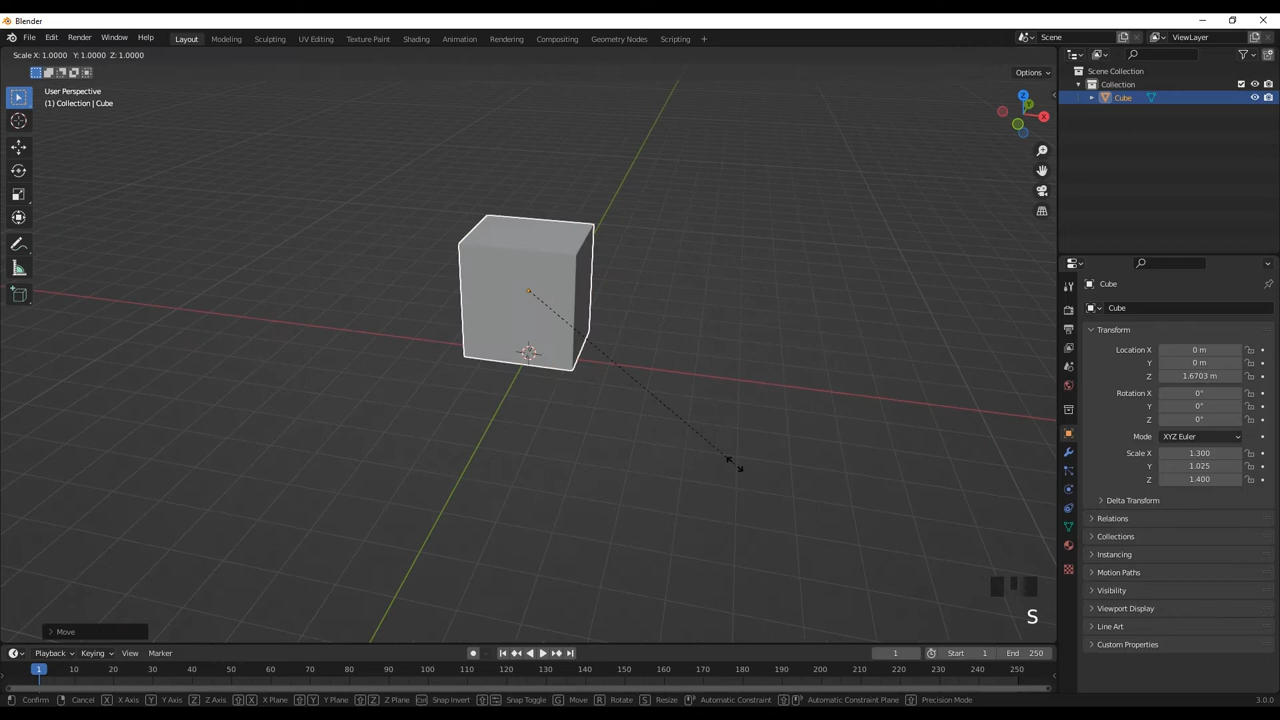 Blender
File Edit Render Window Help Layout Modeling Sculpting UV Editing Texture Paint Shading Animation Rendering Compositing Geometry Nodes Scripting + Scene ViewLayer
Scale X: 1.0000 Y: 1.0000 Z: 1.0000
Options
User Perspective
(1) Collection | Cube
Z
Y
X
Scene Collection
Collection
Cube
Cube
Cube
Transform
Location X 0 m
Y 0 m
Z 1.6703 m
Rotation X 0°
Y 0°
Z 0°
Mode XYZ Euler
Scale X 1.300
Y 1.025
Z 1.400
Delta Transform
Relations
Collections
Instancing
Motion Paths
Visibility
Viewport Display
Line Art
Custom Properties
S
Move
Playback Keying View Marker 1 Start 1 End 250
1 10 20 30 40 50 60 70 80 90 100 110 120 130 140 150 160 170 180 190 200 210 220 230 240 250
Confirm Cancel X X Axis Y Y Axis Z Z Axis X X Plane Y Y Plane Z Z Plane Snap Invert Snap Toggle G Move R Rotate S Resize Automatic Constraint Automatic Constraint Plane Precision Mode 3.0.0